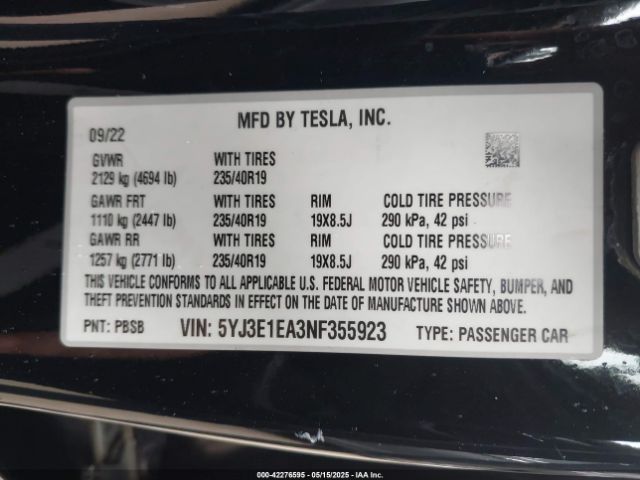 MFD BY TESLA, INC.
09/22
GVWR WITH TIRES
2129 kg (4694 lb) 235/40R19
GAWR FRT WITH TIRES RIM COLD TIRE PRESSURE
1110 kg (2447 lb) 235/40R19 19X8.5J 290 kPa, 42 psi
GAWR RR WITH TIRES RIM COLD TIRE PRESSURE
1257 kg (2771 lb) 235/40R19 19X8.5J 290 kPa, 42 psi
THIS VEHICLE CONFORMS TO ALL APPLICABLE U.S. FEDERAL MOTOR VEHICLE SAFETY, BUMPER, AND
THEFT PREVENTION STANDARDS IN EFFECT ON THE DATE OF MANUFACTURE SHOWN ABOVE.
PNT: PBSB VIN: 5YJ3E1EA3NF355923 TYPE: PASSENGER CAR
000-42276595 - 05/15/2025 - IAA Inc.